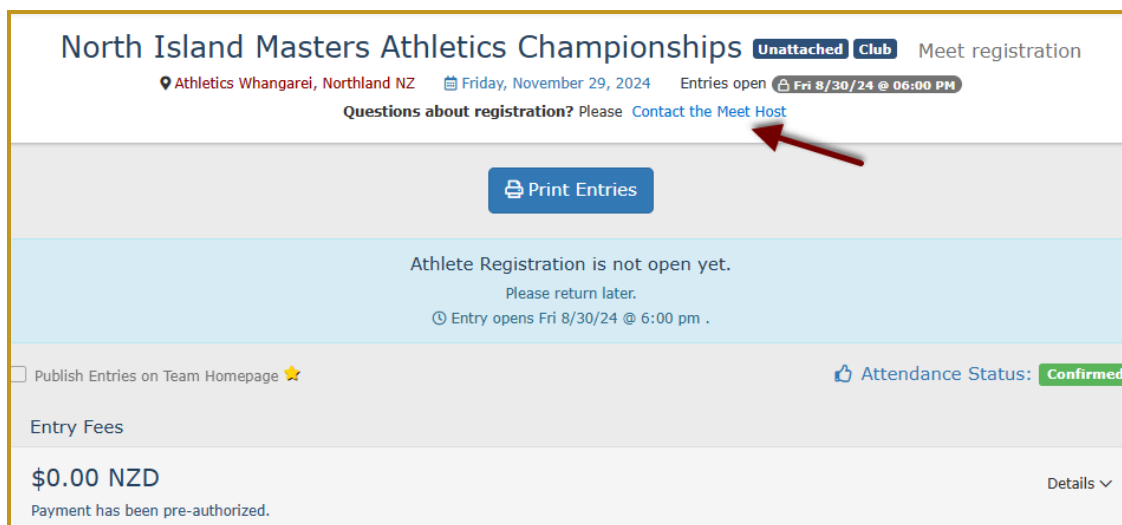 North Island Masters Athletics Championships Unattached Club Meet registration
Athletics Whangarei, Northland NZ Friday, November 29, 2024 Entries open Fri 8/30/24 @ 06:00 PM
Questions about registration? Please Contact the Meet Host
Print Entries
Athlete Registration is not open yet.
Please return later.
Entry opens Fri 8/30/24 @ 6:00 pm .
Publish Entries on Team Homepage Attendance Status: Confirmed
Entry Fees
$0.00 NZD Details
Payment has been pre-authorized.